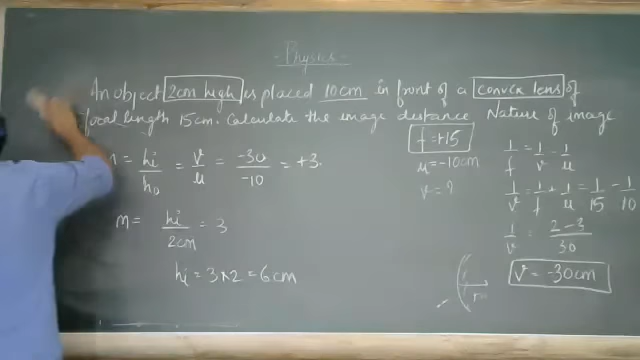 Physics
An object 2cm high is placed 10cm in front of a convex lens of
focal length 15cm. Calculate the image distance Nature of image
f=+15
u=-10cm
v=?
= hi/h0 = v/u = -30/-10 = +3.
m= hi/2cm = 3
hi = 3×2 = 6cm
1/f = 1/v - 1/u
1/v = 1/f + 1/u = 1/15 - 1/10
1/v = 2-3/30
v = -30cm